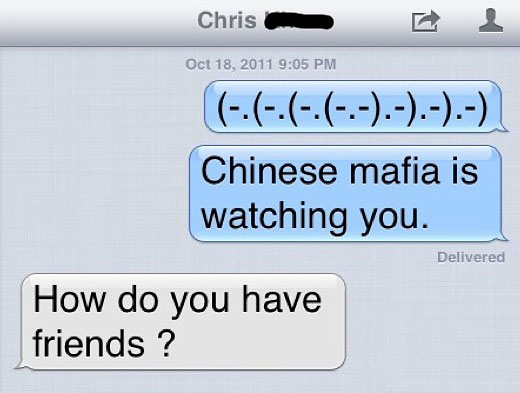 Chris
Oct 18, 2011 9:05 PM
(-.(-.(-.(-.-).-).-).-)
Chinese mafia is
watching you.
Delivered
How do you have
friends ?